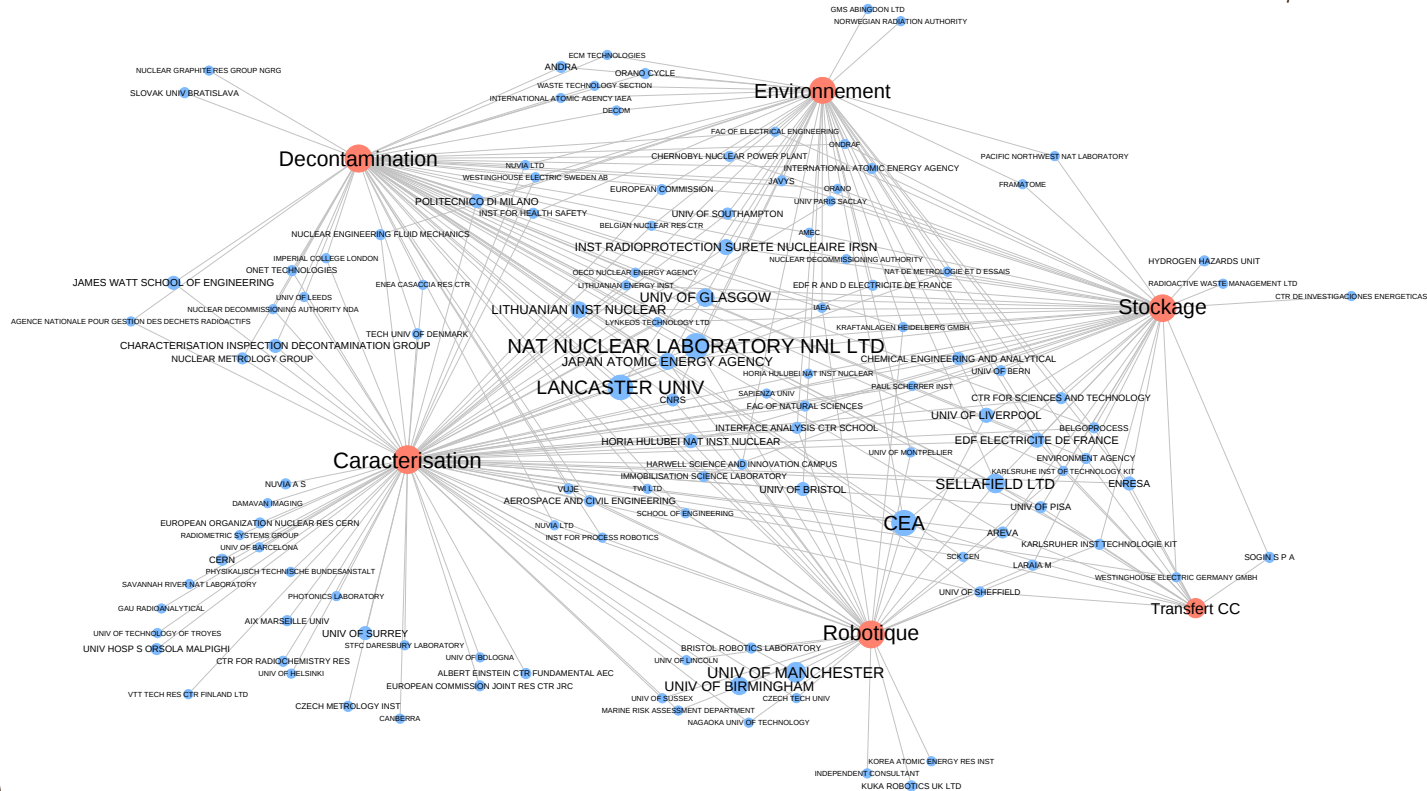 GMS ABINGDON LTD
NORWEGIAN RADIATION AUTHORITY
ECM TECHNOLOGIES
ANDRA
ORANO CYCLE
NUCLEAR GRAPHITE RES GROUP NGRG
WASTE TECHNOLOGY SECTION
SLOVAK UNIV BRATISLAVA
Environnement
INTERNATIONAL ATOMIC AGENCY IAEA
DECOM
FAC OF ELECTRICAL ENGINEERING
ONDRAF
Decontamination
CHERNOBYL NUCLEAR POWER PLANT
PACIFIC NORTHWEST NAT LABORATORY
NUVIA LTD
INTERNATIONAL ATOMIC ENERGY AGENCY
WESTINGHOUSE ELECTRIC SWEDEN AB
JAVYS
FRAMATOME
EUROPEAN COMMISSION
ORANO
POLITECNICO DI MILANO
UNIV PARIS SACLAY
INST FOR HEALTH SAFETY
UNIV OF SOUTHAMPTON
BELGIAN NUCLEAR RES CTR
AMEC
NUCLEAR ENGINEERING FLUID MECHANICS
INST RADIOPROTECTION SURETE NUCLEAIRE IRSN
IMPERIAL COLLEGE LONDON
NUCLEAR DECOMMISSIONING AUTHORITY
HYDROGEN HAZARDS UNIT
ONET TECHNOLOGIES
OECD NUCLEAR ENERGY AGENCY
NAT DE METROLOGIE ET D ESSAIS
JAMES WATT SCHOOL OF ENGINEERING
ENEA CASACCIA RES CTR
LITHUANIAN ENERGY INST
EDF R AND D ELECTRICITE DE FRANCE
RADIOACTIVE WASTE MANAGEMENT LTD
UNIV OF LEEDS
UNIV OF GLASGOW
CTR DE INVESTIGACIONES ENERGETICAS
NUCLEAR DECOMMISSIONING AUTHORITY NDA
LITHUANIAN INST NUCLEAR
IAEA
Stockage
AGENCE NATIONALE POUR GESTION DES DECHETS RADIOACTIFS
LYNKEOS TECHNOLOGY LTD
KRAFTANLAGEN HEIDELBERG GMBH
TECH UNIV OF DENMARK
CHARACTERISATION INSPECTION DECONTAMINATION GROUP
NAT NUCLEAR LABORATORY NNL LTD
NUCLEAR METROLOGY GROUP
JAPAN ATOMIC ENERGY AGENCY
CHEMICAL ENGINEERING AND ANALYTICAL
HORIA HULUBEI NAT INST NUCLEAR
UNIV OF BERN
LANCASTER UNIV
PAUL SCHERRER INST
SAPIENZA UNIV
CNRS
CTR FOR SCIENCES AND TECHNOLOGY
FAC OF NATURAL SCIENCES
UNIV OF LIVERPOOL
INTERFACE ANALYSIS CTR SCHOOL
BELGOPROCESS
HORIA HULUBEI NAT INST NUCLEAR
EDF ELECTRICITE DE FRANCE
UNIV OF MONTPELLIER
ENVIRONMENT AGENCY
Caracterisation
HARWELL SCIENCE AND INNOVATION CAMPUS
KARLSRUHE INST OF TECHNOLOGY KIT
IMMOBILISATION SCIENCE LABORATORY
NUVIA A S
SELLAFIELD LTD
ENRESA
VUJE
TWI LTD
UNIV OF BRISTOL
DAMAVAN IMAGING
AEROSPACE AND CIVIL ENGINEERING
UNIV OF PISA
SCHOOL OF ENGINEERING
EUROPEAN ORGANIZATION NUCLEAR RES CERN
NUVIA LTD
CEA
RADIOMETRIC SYSTEMS GROUP
INST FOR PROCESS ROBOTICS
AREVA
UNIV OF BARCELONA
KARLSRUHER INST TECHNOLOGIE KIT
CERN
SCK CEN
SOGIN S P A
PHYSIKALISCH TECHNISCHE BUNDESANSTALT
LARAIA M
SAVANNAH RIVER NAT LABORATORY
WESTINGHOUSE ELECTRIC GERMANY GMBH
PHOTONICS LABORATORY
UNIV OF SHEFFIELD
GAU RADIOANALYTICAL
Transfert CC
AIX MARSEILLE UNIV
UNIV OF TECHNOLOGY OF TROYES
UNIV OF SURREY
Robotique
UNIV HOSP S ORSOLA MALPIGHI
STFC DARESBURY LABORATORY
BRISTOL ROBOTICS LABORATORY
CTR FOR RADIOCHEMISTRY RES
UNIV OF BOLOGNA
UNIV OF LINCOLN
UNIV OF HELSINKI
ALBERT EINSTEIN CTR FUNDAMENTAL AEC
UNIV OF MANCHESTER
EUROPEAN COMMISSION JOINT RES CTR JRC
UNIV OF BIRMINGHAM
VTT TECH RES CTR FINLAND LTD
UNIV OF SUSSEX
CZECH TECH UNIV
CZECH METROLOGY INST
MARINE RISK ASSESSMENT DEPARTMENT
CANBERRA
NAGAOKA UNIV OF TECHNOLOGY
KOREA ATOMIC ENERGY RES INST
INDEPENDENT CONSULTANT
KUKA ROBOTICS UK LTD